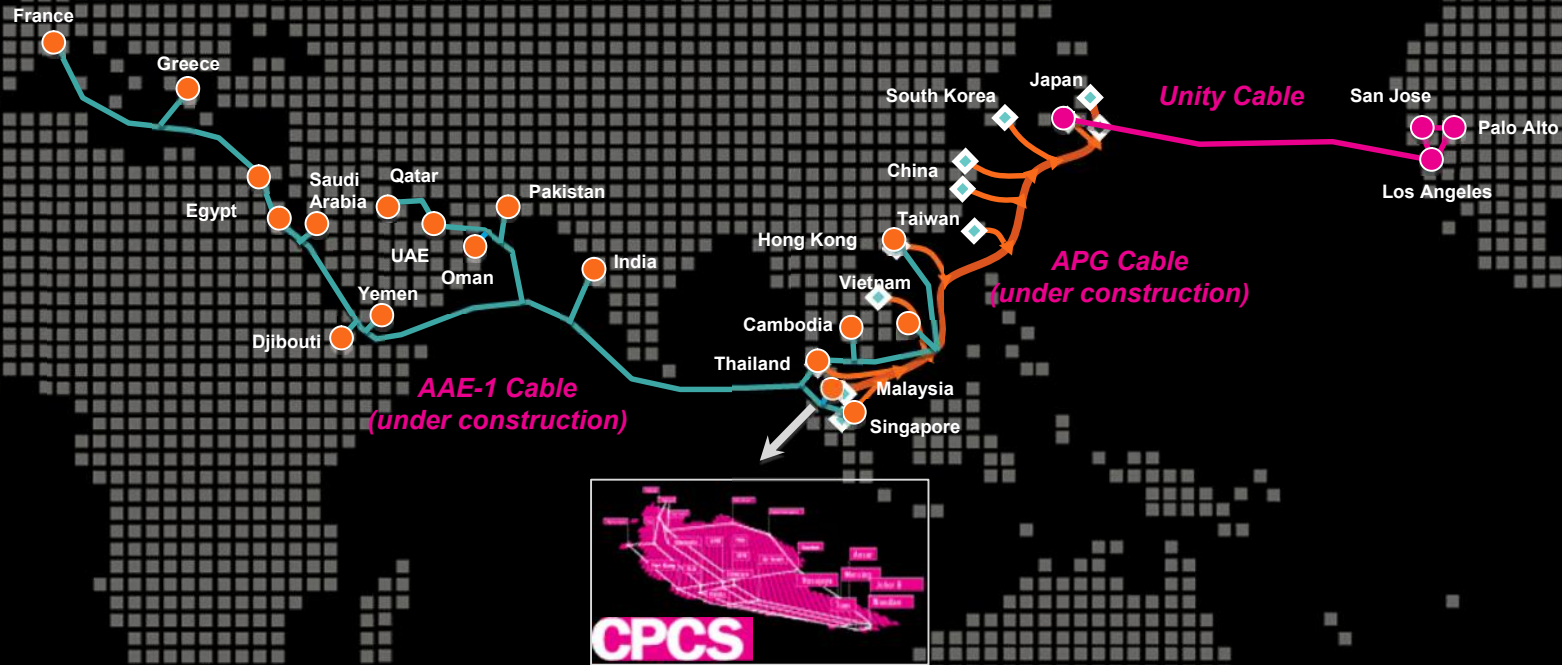 France
Greece
Japan
South Korea
Unity Cable
San Jose
Palo Alto
China
Saudi
Arabia
Qatar
Pakistan
Los Angeles
Egypt
Taiwan
Hong Kong
UAE
Oman
India
APG Cable
(under construction)
Vietnam
Yemen
Cambodia
Djibouti
Thailand
AAE-1 Cable
(under construction)
Malaysia
Singapore
CPCS